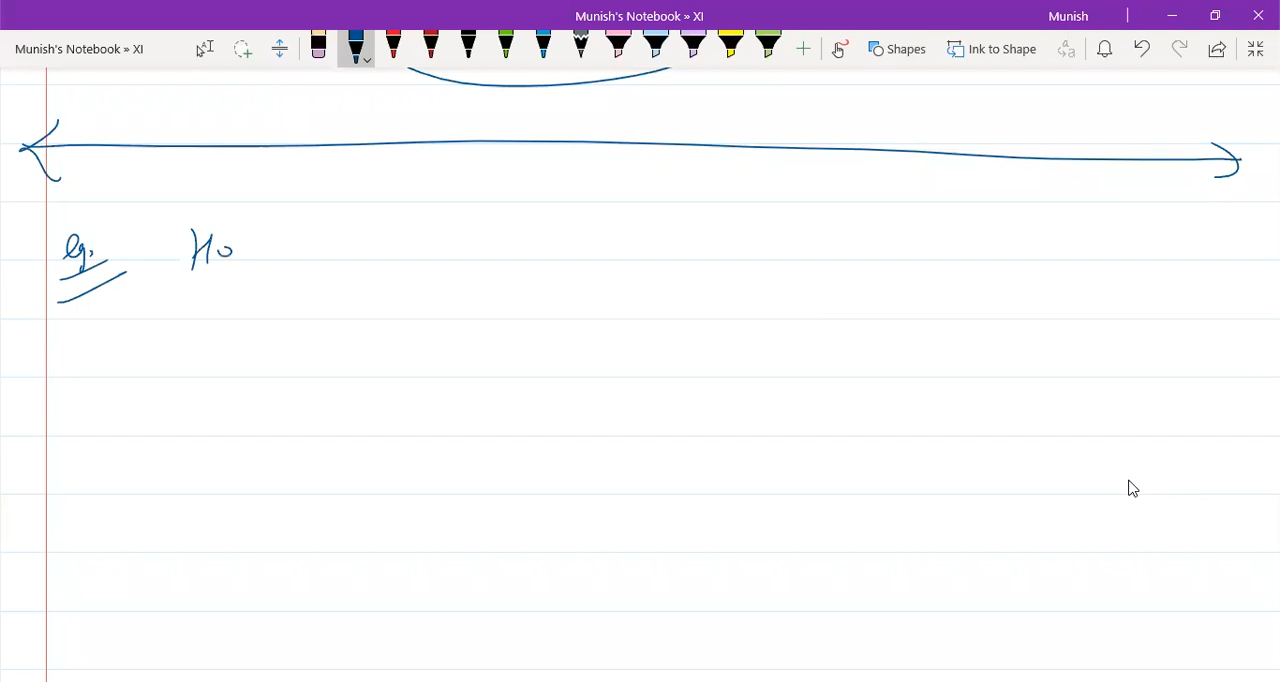 Munish's Notebook » XI
Munish
Munish's Notebook » XI
Shapes
Ink to Shape
eg. Ho